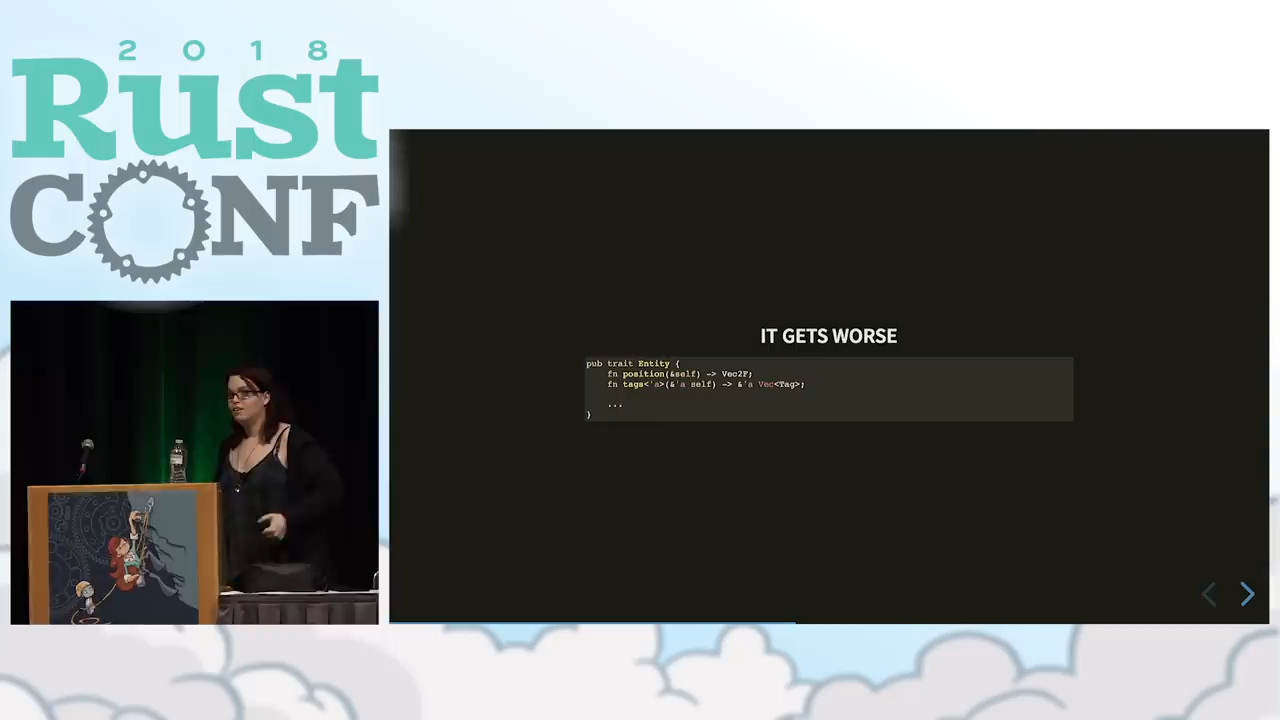 2018
Rust
CONF
IT GETS WORSE
pub trait Entity {
    fn position(&self) -> Vec2F;
    fn tags<'a>(&'a self) -> &'a Vec<Tag>;
    ...
}